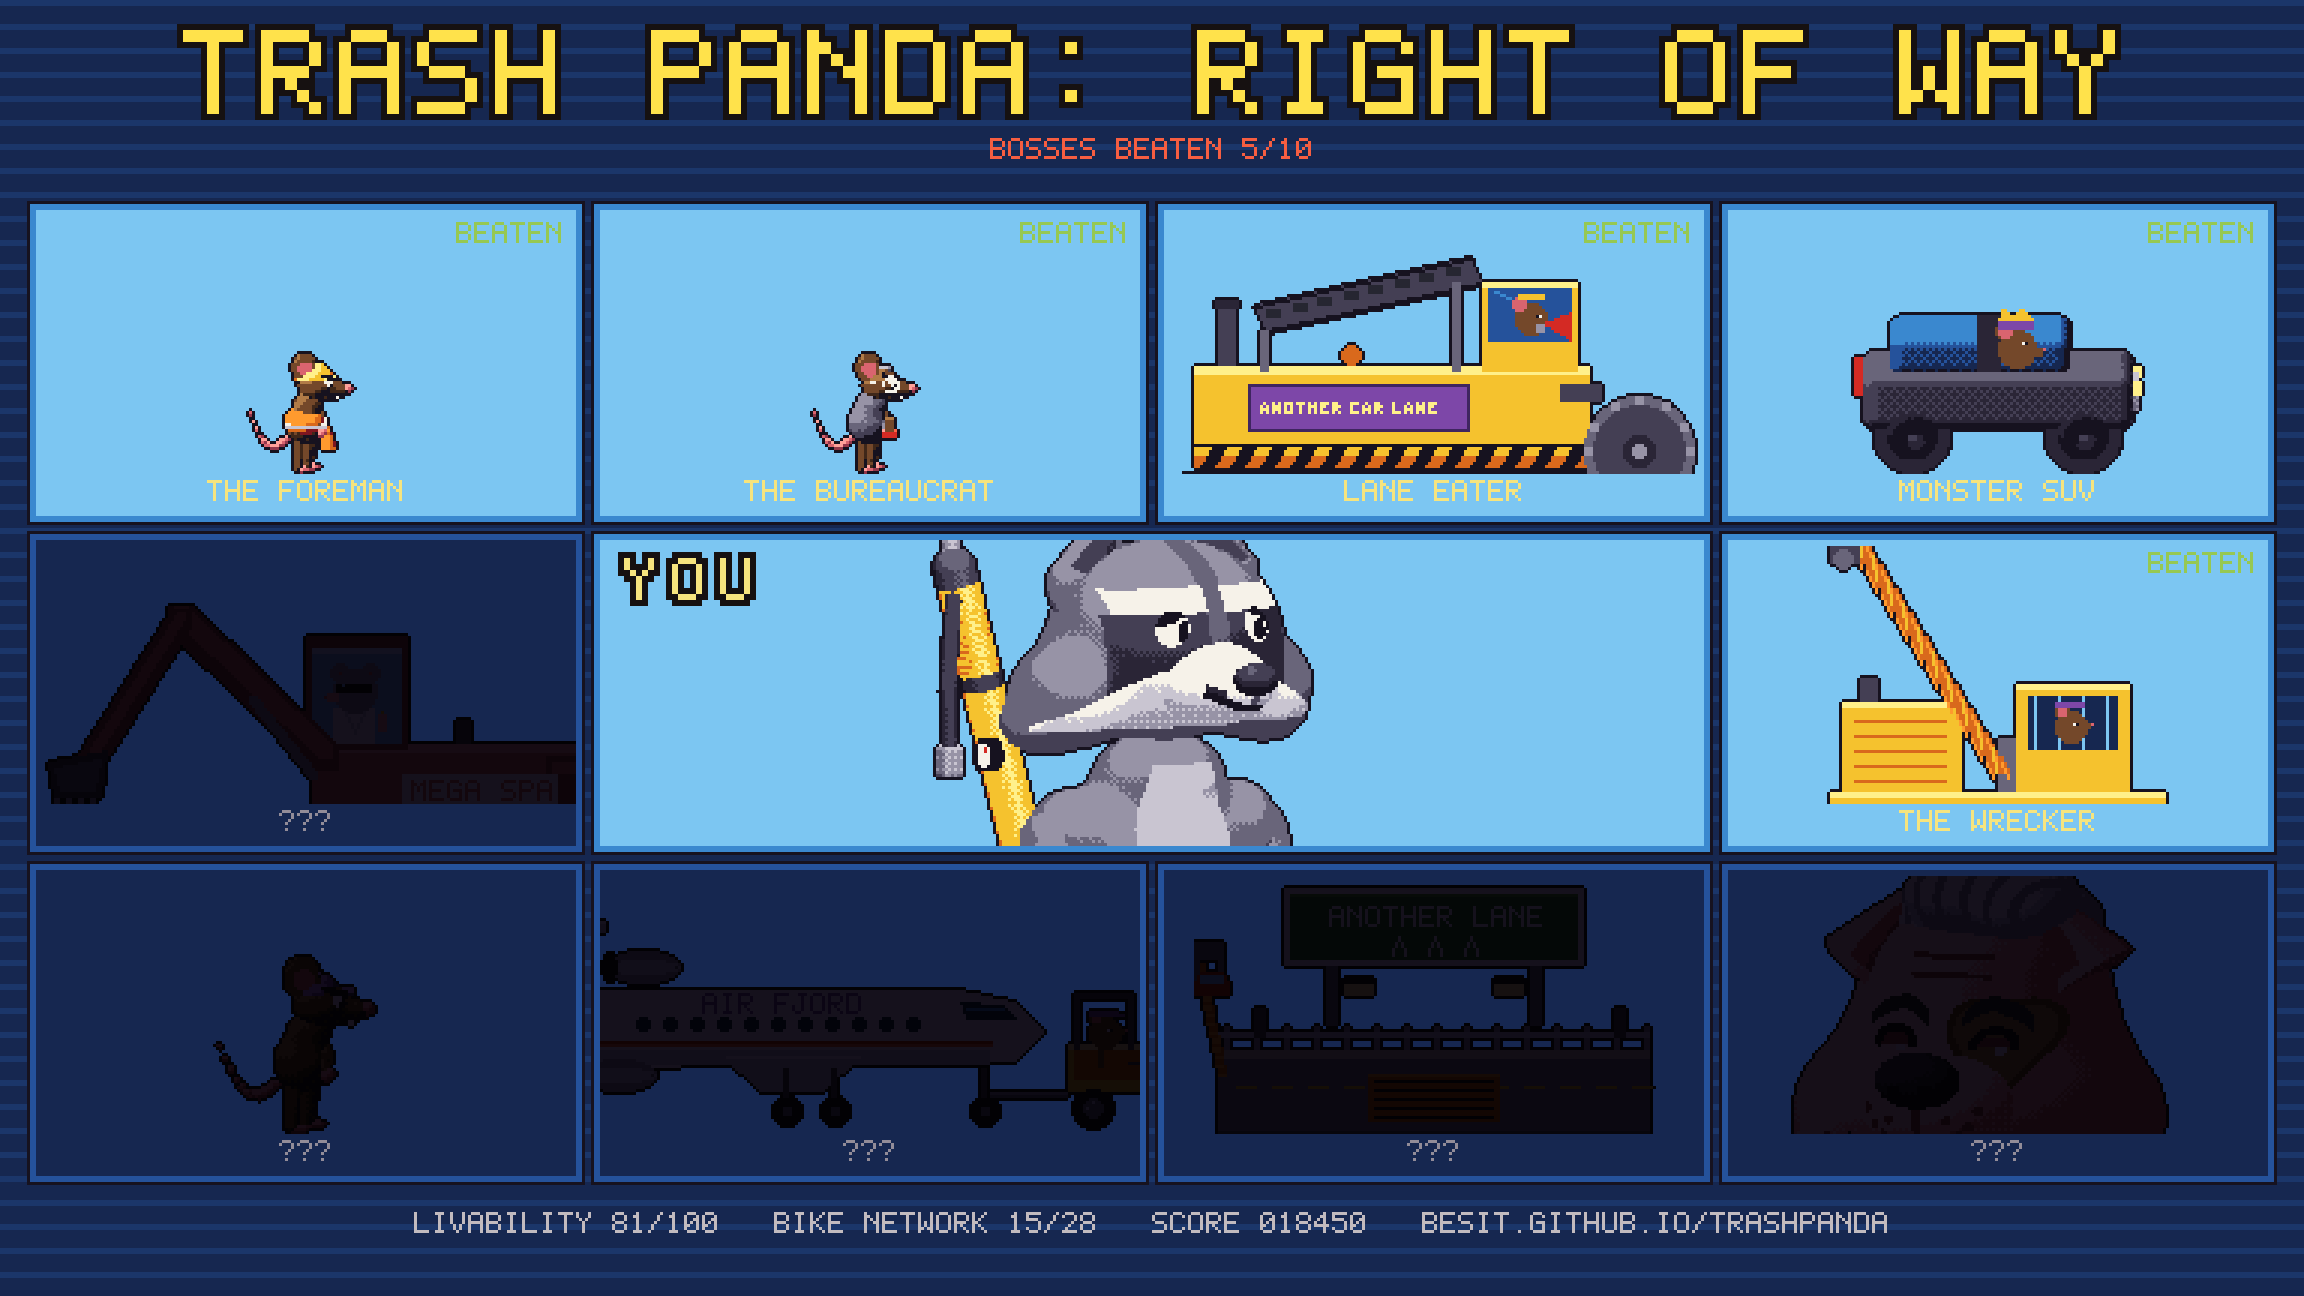 TRASH PANDA: RIGHT OF WAY
BOSSES BEATEN 5/10
BEATEN
THE FOREMAN
BEATEN
THE BUREAUCRAT
BEATEN
ANOTHER CAR LANE
LANE EATER
BEATEN
MONSTER SUV
MEGA SPA
???
YOU
BEATEN
THE WRECKER
???
AIR FJORD
???
ANOTHER LANE
???
???
LIVABILITY 81/100 BIKE NETWORK 15/28 SCORE 018450 BESIT.GITHUB.IO/TRASHPANDA